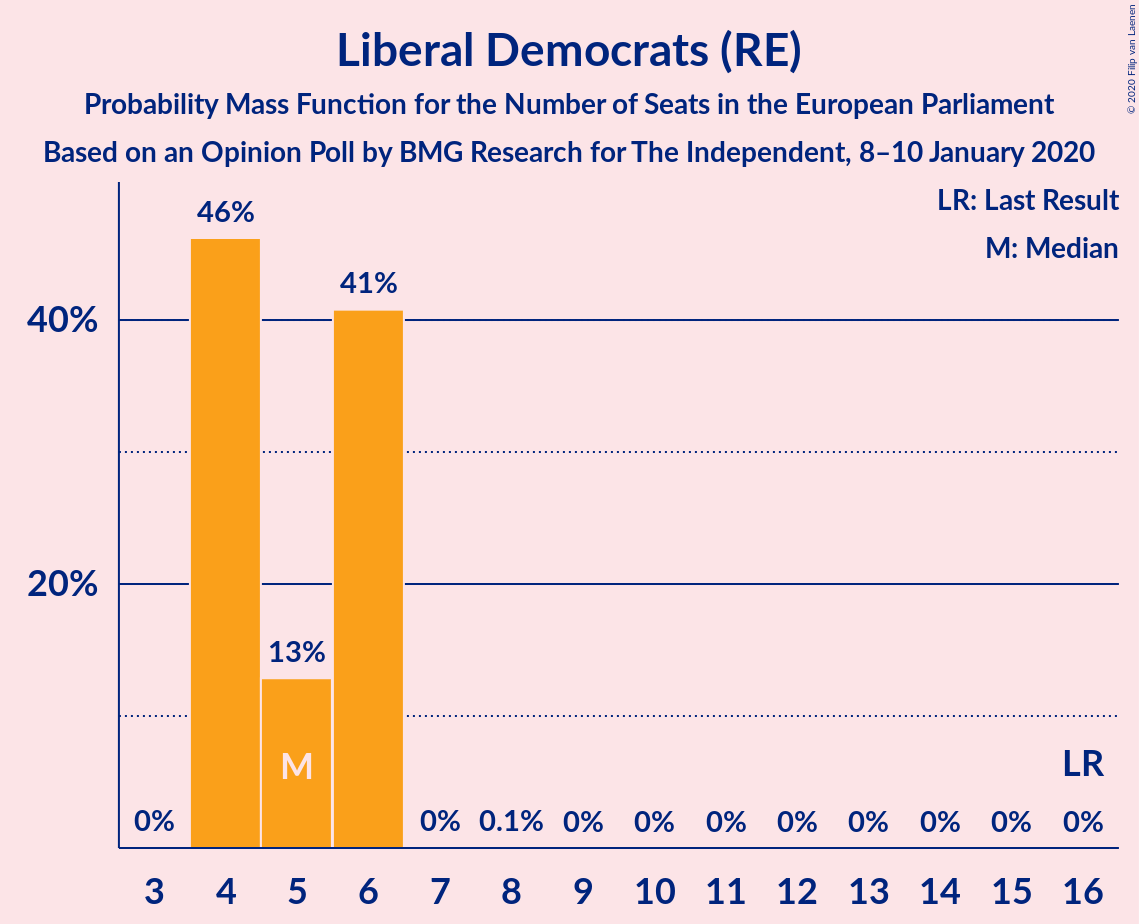 Liberal Democrats (RE)
Probability Mass Function for the Number of Seats in the European Parliament
Based on an Opinion Poll by BMG Research for The Independent, 8–10 January 2020
© 2020 Filip van Laenen
LR: Last Result
M: Median
46%
41%
40%
20%
13%
M
LR
0% 0% 0.1% 0% 0% 0% 0% 0% 0% 0% 0%
3 4 5 6 7 8 9 10 11 12 13 14 15 16